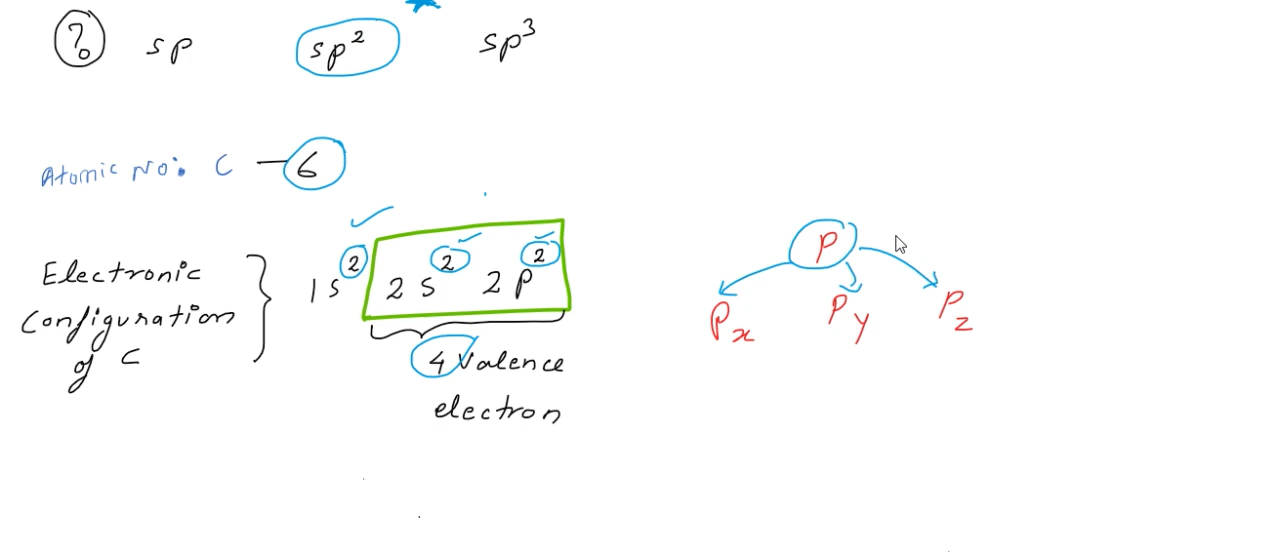 ? sp sp² sp³
Atomic No: C — 6
Electronic
Configuration
of C
1s² 2s² 2p²
4 Valence
electron
P
Px Py Pz